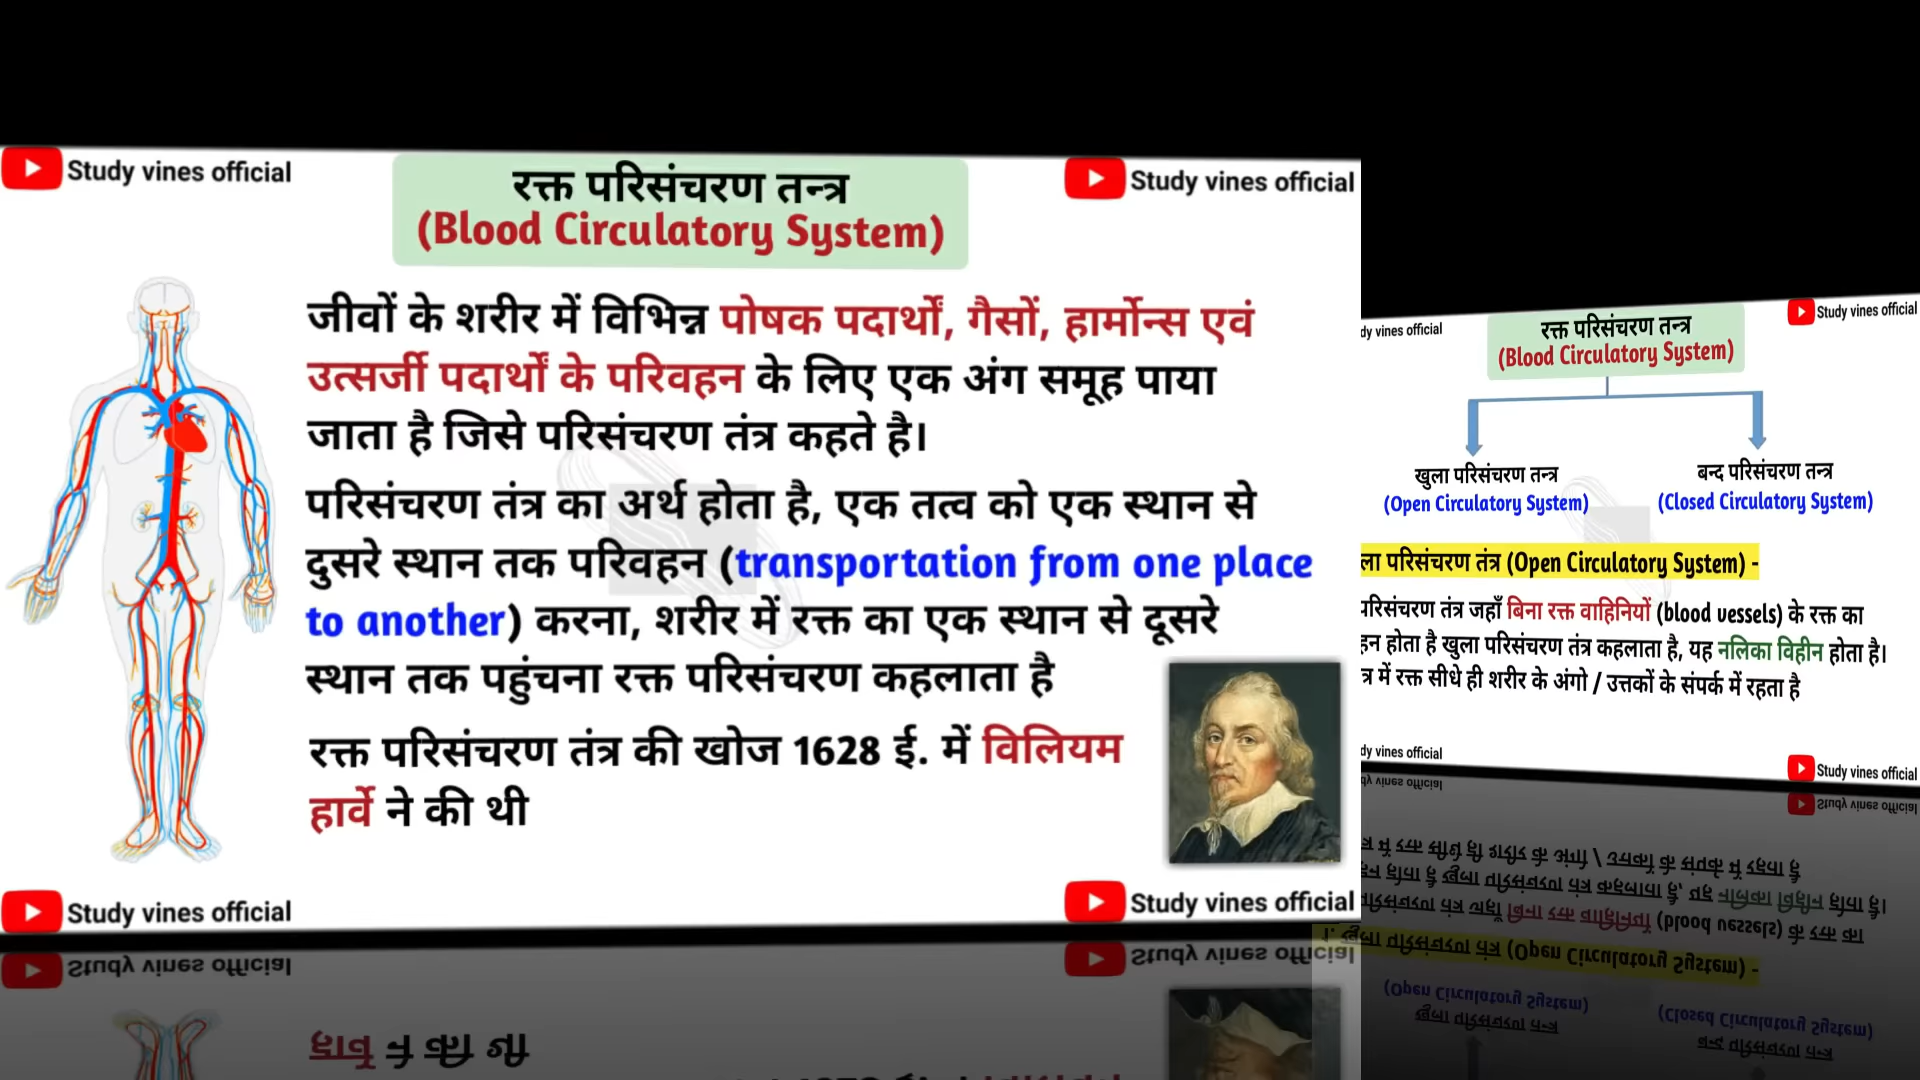 Study vines official
Study vines official
रक्त परिसंचरण तन्त्र
(Blood Circulatory System)
जीवों के शरीर में विभिन्न पोषक पदार्थों, गैसों, हार्मोन्स एवं
उत्सर्जी पदार्थों के परिवहन के लिए एक अंग समूह पाया
जाता है जिसे परिसंचरण तंत्र कहते है।
परिसंचरण तंत्र का अर्थ होता है, एक तत्व को एक स्थान से
दुसरे स्थान तक परिवहन (transportation from one place
to another) करना, शरीर में रक्त का एक स्थान से दूसरे
स्थान तक पहुंचना रक्त परिसंचरण कहलाता है
रक्त परिसंचरण तंत्र की खोज 1628 ई. में विलियम
हार्वे ने की थी
Study vines official
Study vines official
vines official
Study vines official
रक्त परिसंचरण तन्त्र
(Blood Circulatory System)
खुला परिसंचरण तन्त्र
(Open Circulatory System)
बन्द परिसंचरण तन्त्र
(Closed Circulatory System)
परिसंचरण तंत्र (Open Circulatory System) -
परिसंचरण तंत्र जहाँ बिना रक्त वाहिनियों (blood vessels) के रक्त का
होता है खुला परिसंचरण तंत्र कहलाता है, यह नलिका विहीन होता है।
में रक्त सीधे ही शरीर के अंगो / उत्तकों के संपर्क में रहता है
vines official
Study vines official